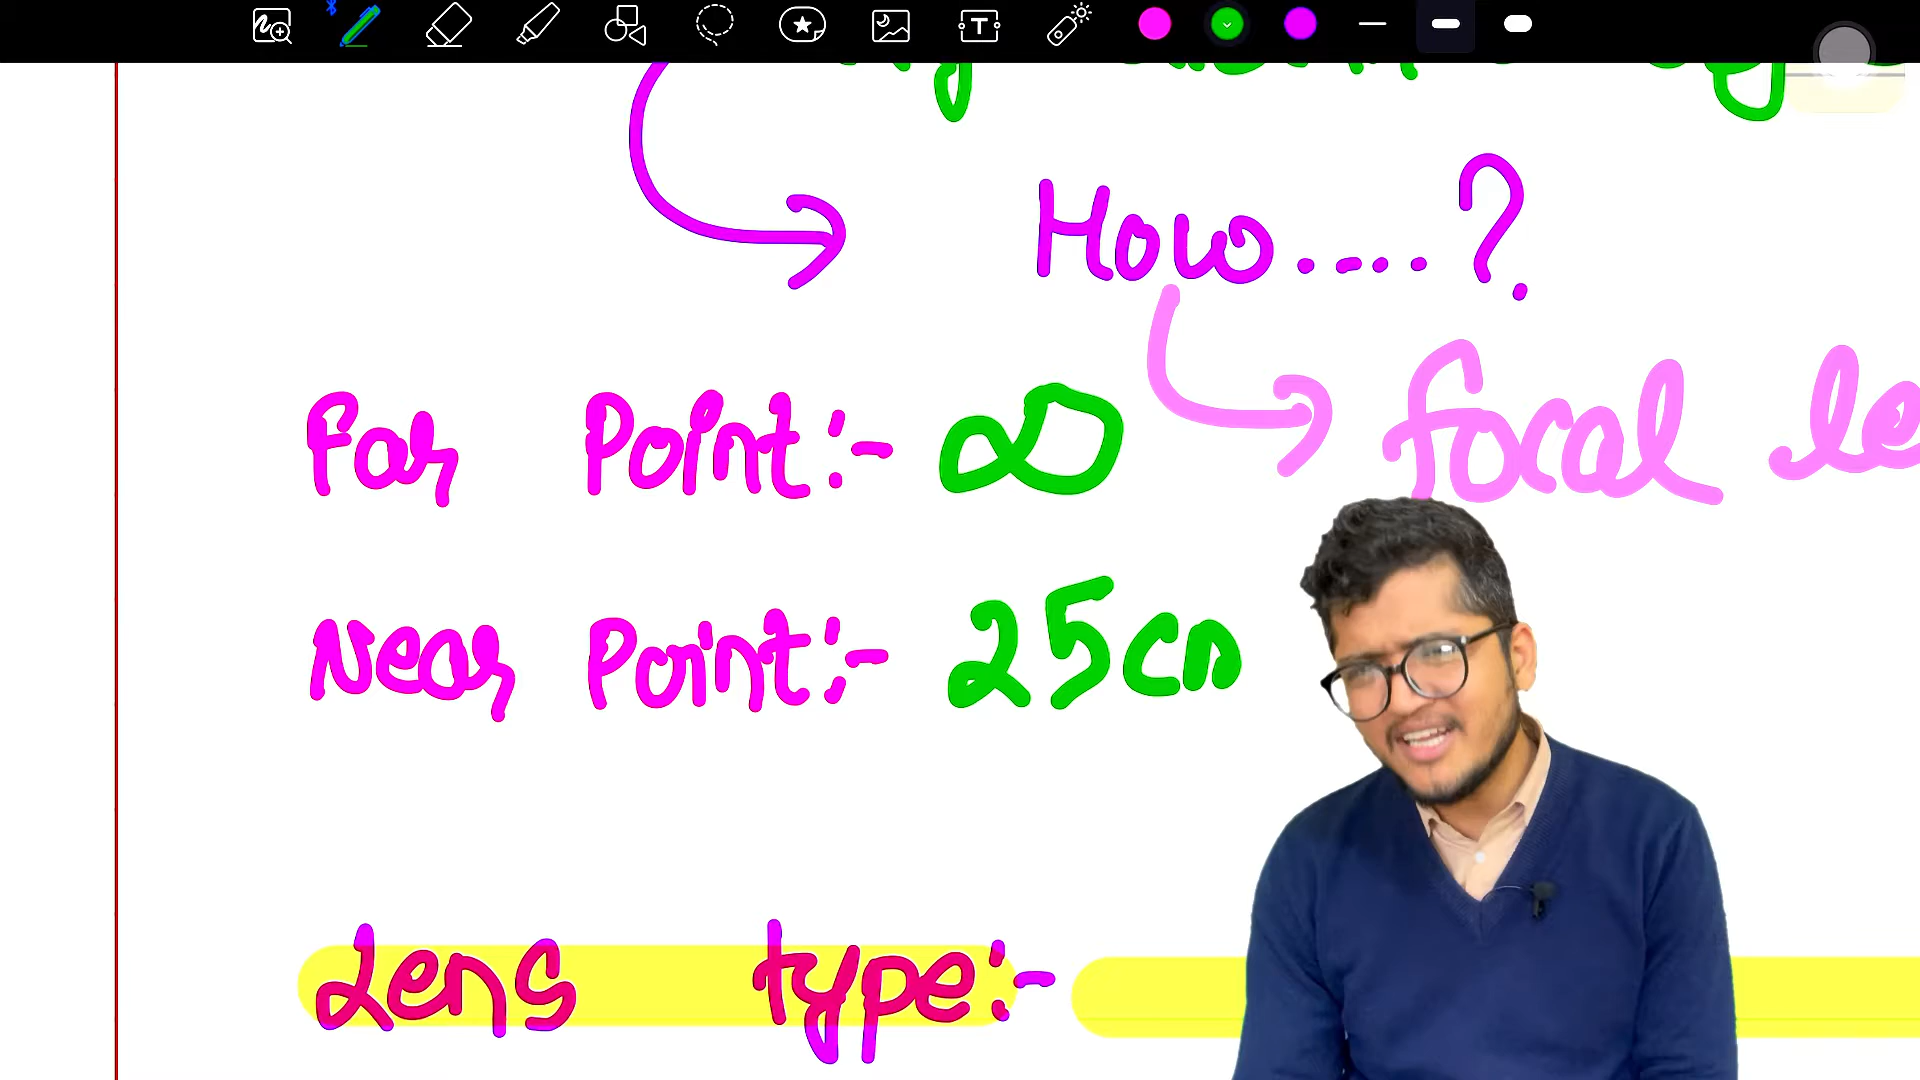 How....?
Far Point:- ∞
focal le
Near Point:- 25cm
Lens type:-